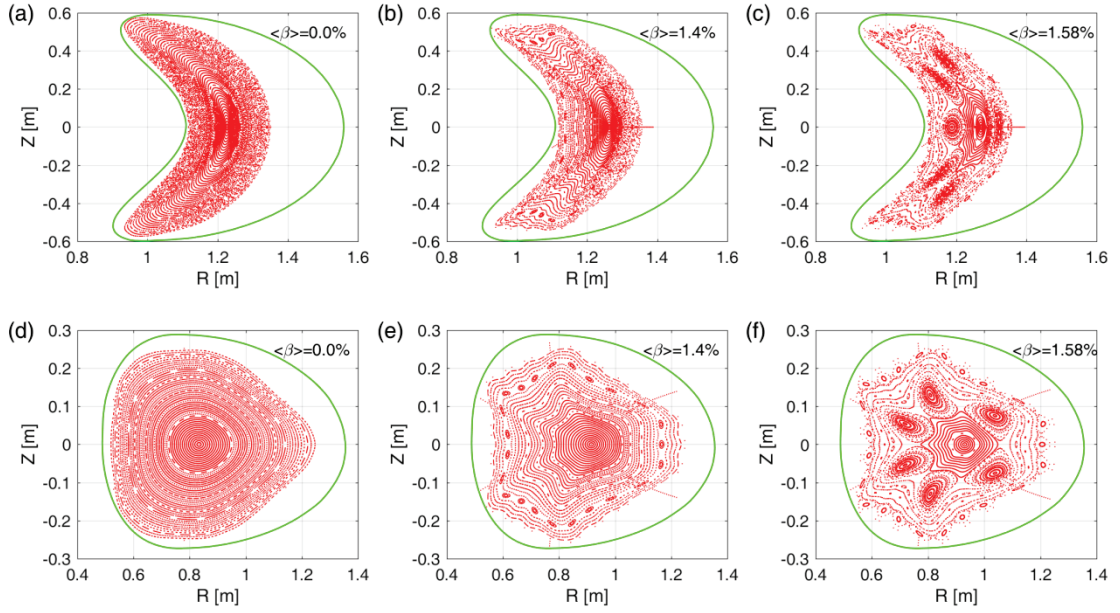 (a)
<β>=0.0%
Z [m]
0.6
0.4
0.2
0
-0.2
-0.4
-0.6
0.8 1 1.2 1.4 1.6
R [m]
(b)
<β>=1.4%
Z [m]
0.6
0.4
0.2
0
-0.2
-0.4
-0.6
0.8 1 1.2 1.4 1.6
R [m]
(c)
<β>=1.58%
Z [m]
0.6
0.4
0.2
0
-0.2
-0.4
-0.6
0.8 1 1.2 1.4 1.6
R [m]
(d)
<β>=0.0%
Z [m]
0.3
0.2
0.1
0
-0.1
-0.2
-0.3
0.4 0.6 0.8 1 1.2 1.4
R [m]
(e)
<β>=1.4%
Z [m]
0.3
0.2
0.1
0
-0.1
-0.2
-0.3
0.4 0.6 0.8 1 1.2 1.4
R [m]
(f)
<β>=1.58%
Z [m]
0.3
0.2
0.1
0
-0.1
-0.2
-0.3
0.4 0.6 0.8 1 1.2 1.4
R [m]